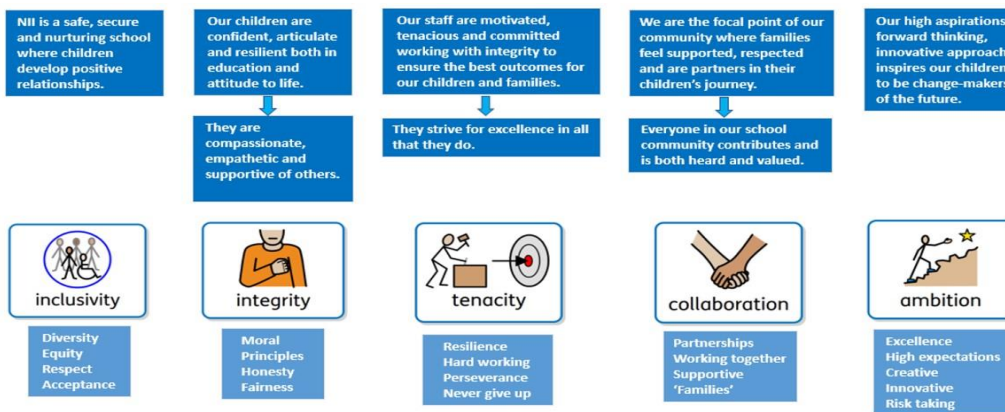 NII is a safe, secure
and nurturing school
where children
develop positive
relationships.
Our children are
confident, articulate
and resilient both in
education and
attitude to life.
They are
compassionate,
empathetic and
supportive of others.
Our staff are motivated,
tenacious and committed
working with integrity to
ensure the best outcomes for
our children and families.
They strive for excellence in all
that they do.
We are the focal point of our
community where families
feel supported, respected
and are partners in their
children's journey.
Everyone in our school
community contributes and
is both heard and valued.
Our high aspirations
forward thinking,
innovative approach
inspires our children
to be change-makers
of the future.
inclusivity
integrity
tenacity
collaboration
ambition
Diversity
Equity
Respect
Acceptance
Moral
Principles
Honesty
Fairness
Resilience
Hard working
Perseverance
Never give up
Partnerships
Working together
Supportive
'Families'
Excellence
High expectations
Creative
Innovative
Risk taking